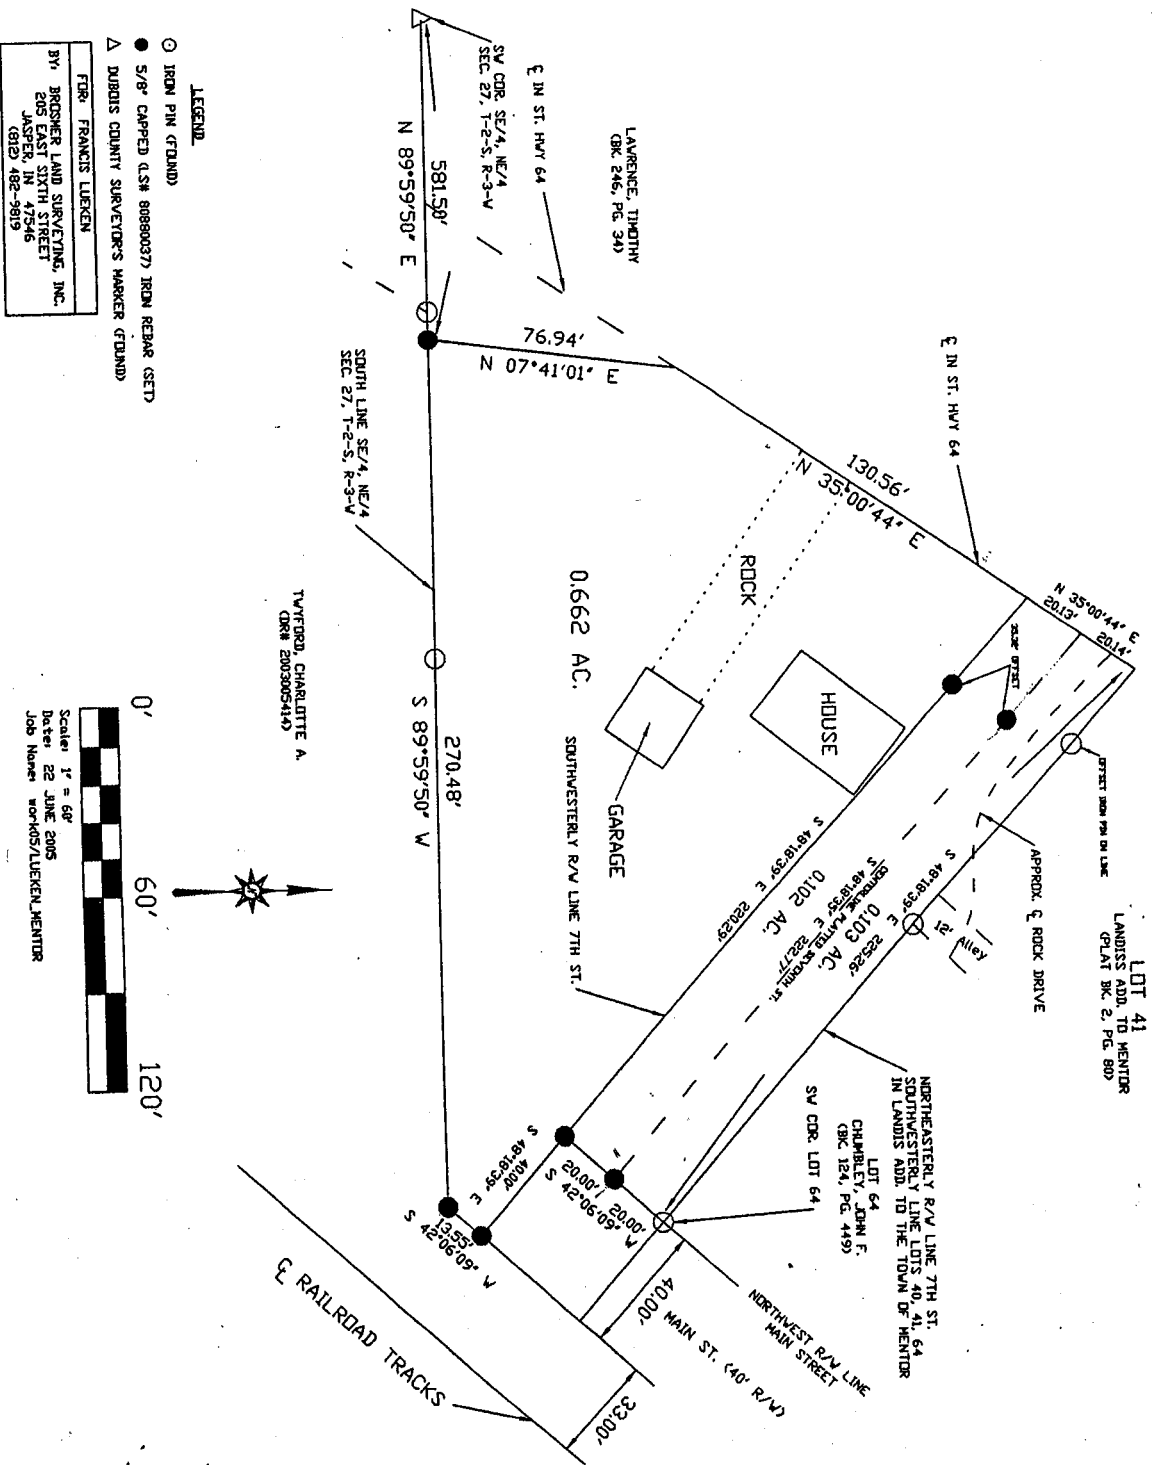 LOT 41
LANDISS ADD. TO MENTOR
(PLAT BK. 2, PG. 80)
OFFSET IRON PIN ON LINE
APPROX. ℄ ROCK DRIVE
12' Alley
N 35°00'44" E
20.13'
20.14'
OFFSET
℄ IN ST. HWY 64
130.56'
N 35°00'44" E
LAWRENCE, TIMOTHY
(BK. 246, PG. 34)
℄ IN ST. HWY 64
SW COR. SE/4, NE/4
SEC. 27, T-2-S, R-3-W
76.94'
N 07°41'01" E
581.50'
N 89°59'50" E
ROCK
HOUSE
GARAGE
0.662 AC.
SOUTHWESTERLY R/W LINE 7TH ST.
S 48°18'39" E 220.29'
0.102 AC.
CENTERLINE PLATTED SEVENTH ST.
S 48°18'35" E 222.77'
0.103 AC.
S 48°18'39" E
225.26'
NORTHEASTERLY R/W LINE 7TH ST.
SOUTHWESTERLY LINE LOTS 40, 41, 64
IN LANDIS ADD. TO THE TOWN OF MENTOR
LOT 64
CHUMBLEY, JOHN F.
(BK. 124, PG. 449)
SW COR. LOT 64
NORTHWEST R/W LINE
MAIN STREET
MAIN ST. (40' R/W)
40.00'
33.00'
20.00' 20.00'
S 42°06'09" W
S 48°18'39" E
40.00'
13.55'
S 42°06'09" W
℄ RAILROAD TRACKS
SOUTH LINE SE/4, NE/4
SEC. 27, T-2-S, R-3-W
270.48'
S 89°59'50" W
TWYFORD, CHARLOTTE A.
(DR# 2003005414)
LEGEND
IRON PIN (FOUND)
5/8" CAPPED (LS# 80880037) IRON REBAR (SET)
DUBOIS COUNTY SURVEYOR'S MARKER (FOUND)
FOR: FRANCIS LUEKEN
BY: BROSMER LAND SURVEYING, INC.
205 EAST SIXTH STREET
JASPER, IN 47546
(812) 482-9819
0' 60' 120'
Scale: 1" = 60'
Date: 22 JUNE 2005
Job Name: work05/LUEKEN_MENTOR